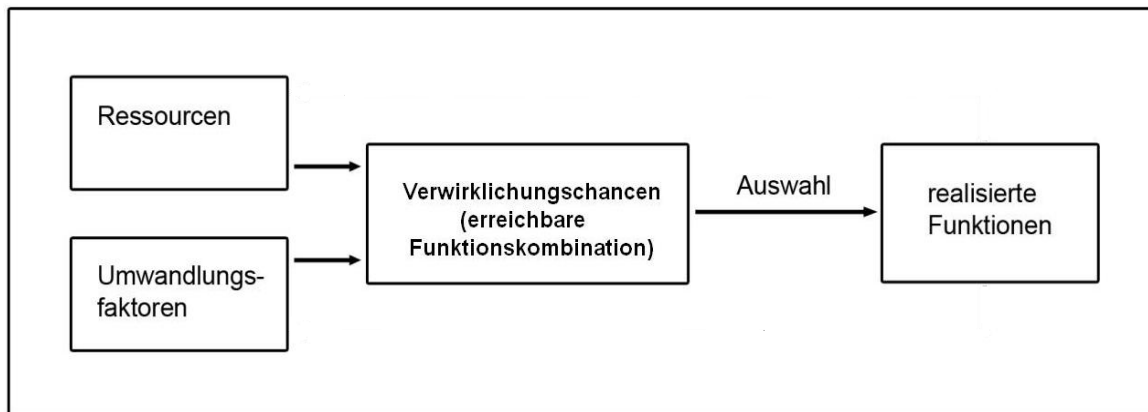 Ressourcen
Umwandlungs-
faktoren
Verwirklichungschancen
(erreichbare
Funktionskombination)
Auswahl
realisierte
Funktionen